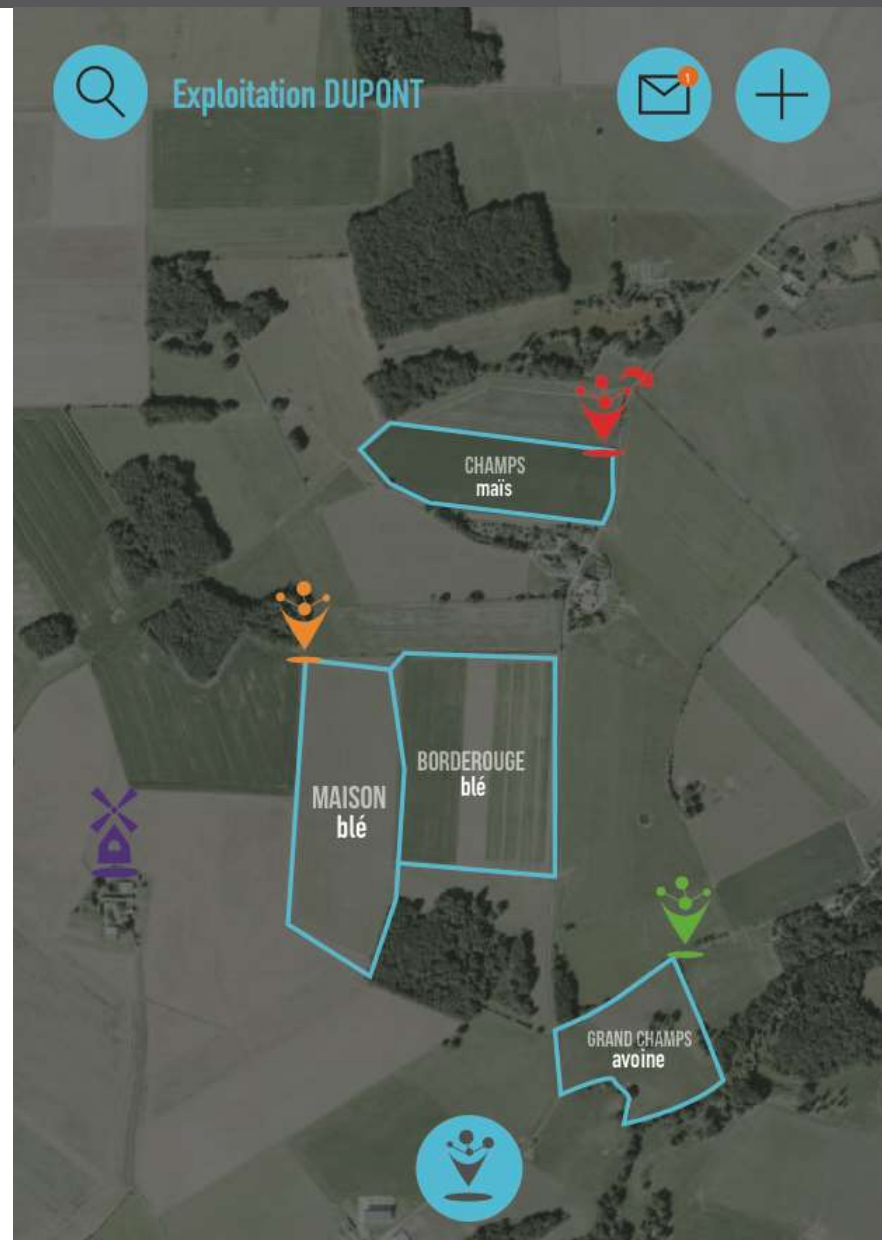 Exploitation DUPONT
1
CHAMPS
maïs
BORDEROUGE
blé
MAISON
blé
GRAND CHAMPS
avoine